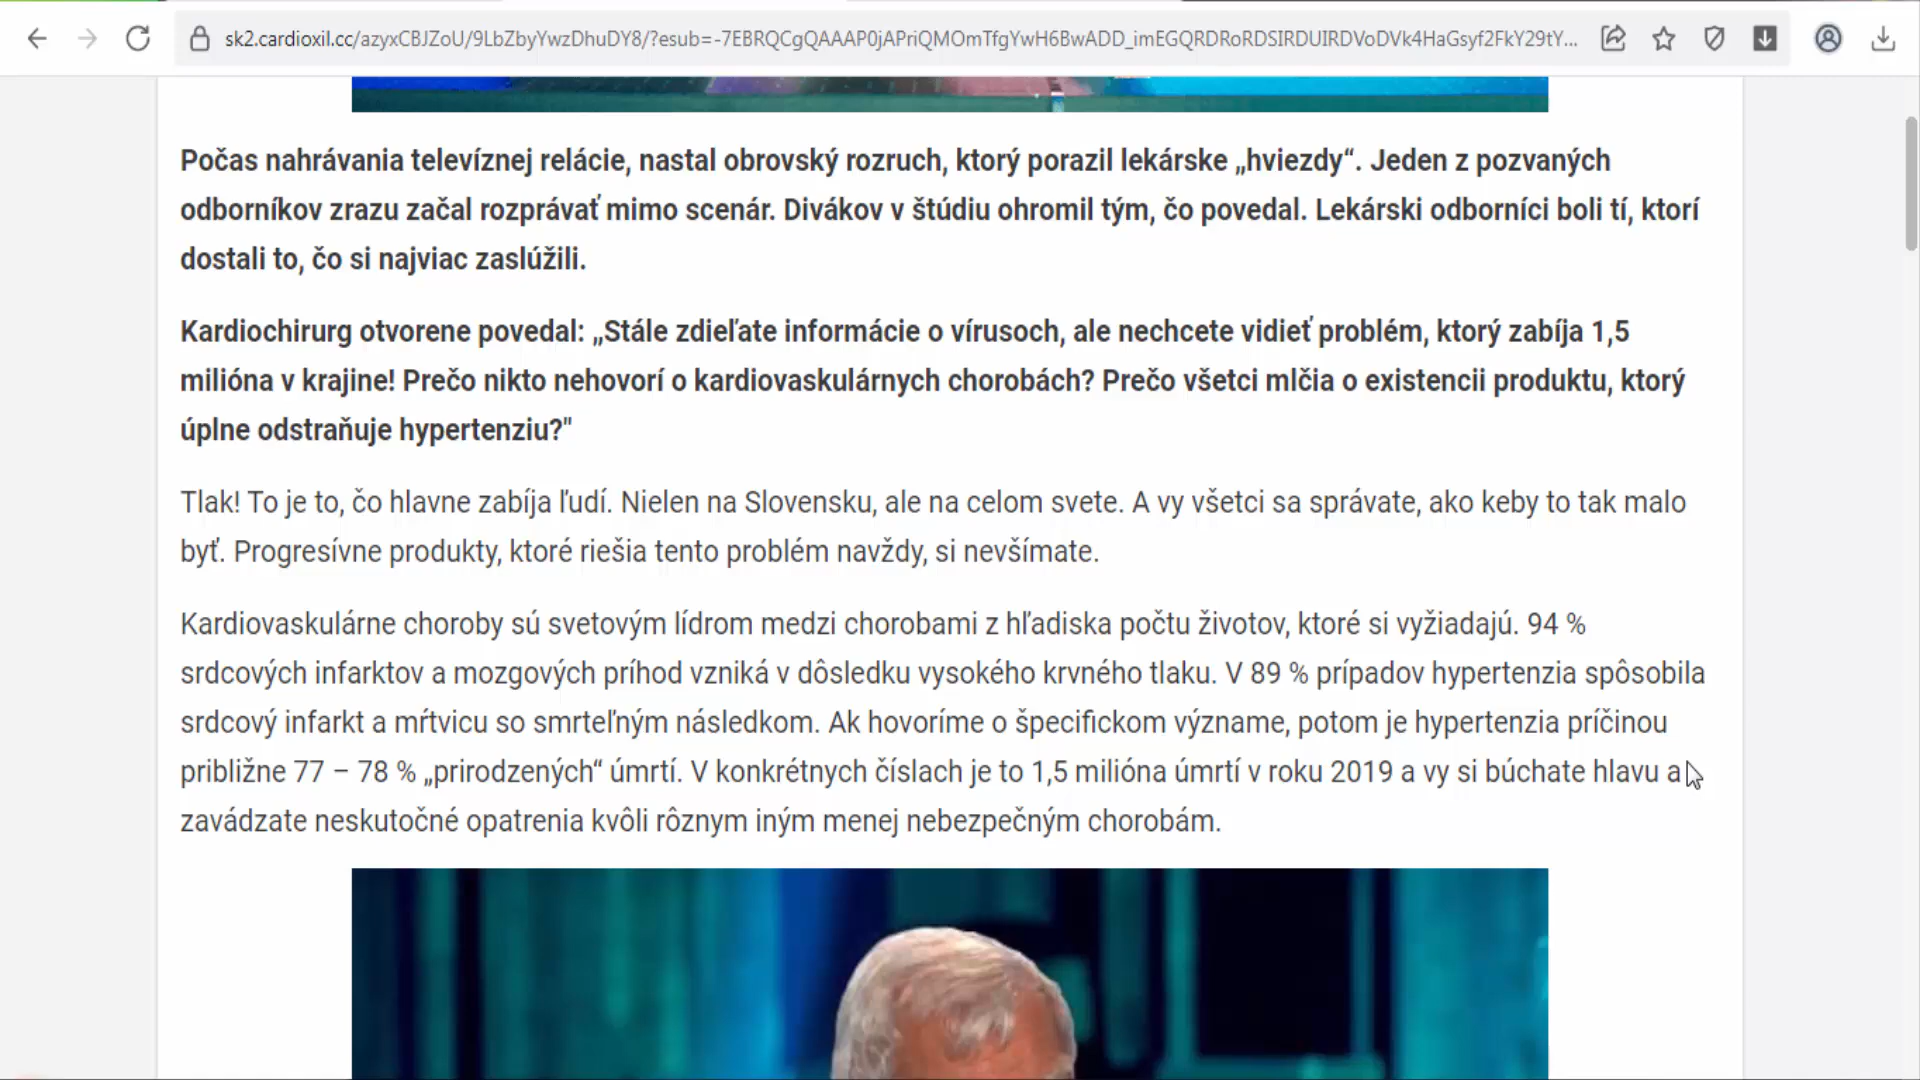 sk2.cardioxil.cc/azyxCBJZoU/9LbZbyYwzDhuDY8/?esub=-7EBRQCgQAAAP0jAPriQMOmTfgYwH6BwADD_imEGQRDRoRDSIRDUIRDVoDVk4HaGsyf2FkY29tY...
Počas nahrávania televíznej relácie, nastal obrovský rozruch, ktorý porazil lekárske „hviezdy“. Jeden z pozvaných
odborníkov zrazu začal rozprávať mimo scenár. Divákov v štúdiu ohromil tým, čo povedal. Lekárski odborníci boli tí, ktorí
dostali to, čo si najviac zaslúžili.
Kardiochirurg otvorene povedal: „Stále zdieľate informácie o vírusoch, ale nechcete vidieť problém, ktorý zabíja 1,5
milióna v krajine! Prečo nikto nehovorí o kardiovaskulárnych chorobách? Prečo všetci mlčia o existencii produktu, ktorý
úplne odstraňuje hypertenziu?"
Tlak! To je to, čo hlavne zabíja ľudí. Nielen na Slovensku, ale na celom svete. A vy všetci sa správate, ako keby to tak malo
byť. Progresívne produkty, ktoré riešia tento problém navždy, si nevšímate.
Kardiovaskulárne choroby sú svetovým lídrom medzi chorobami z hľadiska počtu životov, ktoré si vyžiadajú. 94 %
srdcových infarktov a mozgových príhod vzniká v dôsledku vysokého krvného tlaku. V 89 % prípadov hypertenzia spôsobila
srdcový infarkt a mŕtvicu so smrteľným následkom. Ak hovoríme o špecifickom význame, potom je hypertenzia príčinou
približne 77 – 78 % „prirodzených“ úmrtí. V konkrétnych číslach je to 1,5 milióna úmrtí v roku 2019 a vy si búchate hlavu a
zavádzate neskutočné opatrenia kvôli rôznym iným menej nebezpečným chorobám.